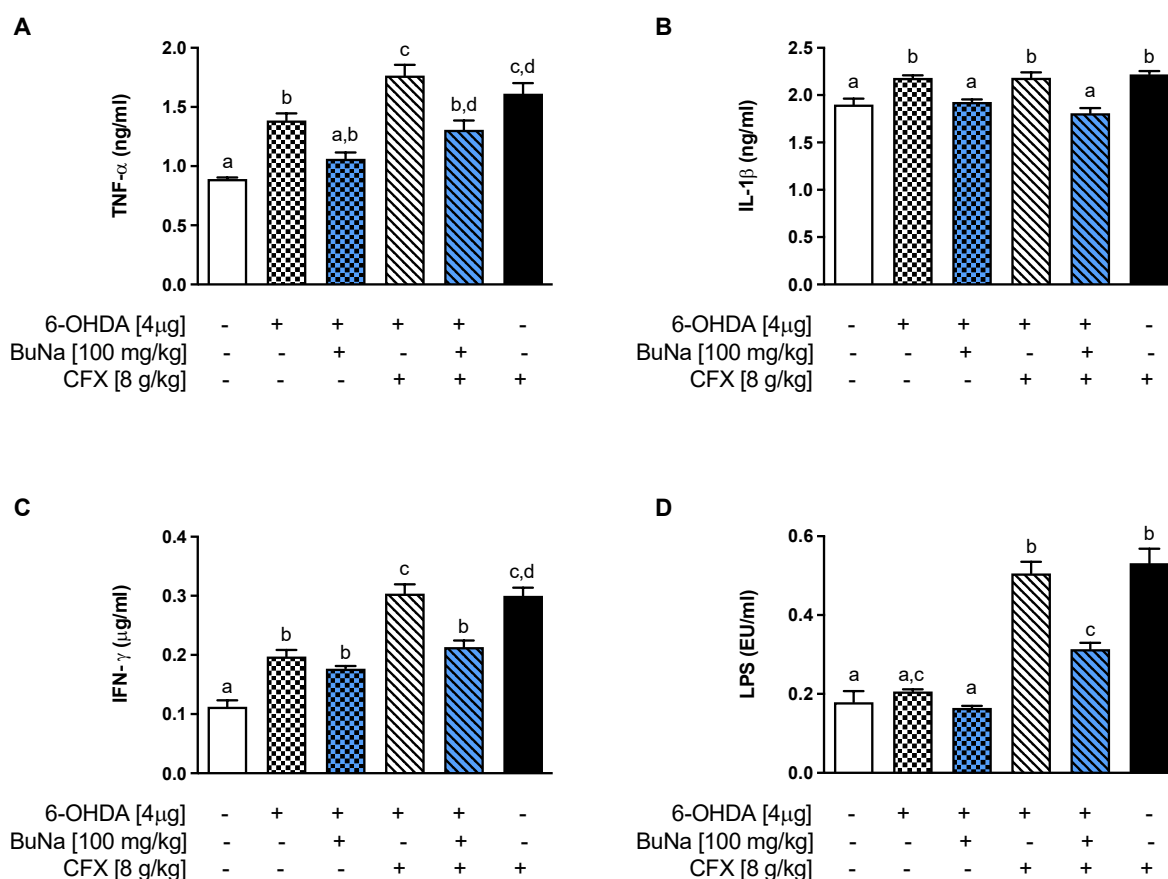 A
TNF-α (ng/ml)
2.0
1.5
1.0
0.5
0.0
a
b
a,b
c
b,d
c,d
6-OHDA [4μg] - + + + + -
BuNa [100 mg/kg] - - + - + -
CFX [8 g/kg] - - - + + +
B
IL-1β (ng/ml)
2.5
2.0
1.5
1.0
0.5
0.0
a
b
a
b
a
b
6-OHDA [4μg] - + + + + -
BuNa [100 mg/kg] - - + - + -
CFX [8 g/kg] - - - + + +
C
IFN- γ (μg/ml)
0.4
0.3
0.2
0.1
0.0
a
b
b
c
b
c,d
6-OHDA [4μg] - + + + + -
BuNa [100 mg/kg] - - + - + -
CFX [8 g/kg] - - - + + +
D
LPS (EU/ml)
0.6
0.4
0.2
0.0
a
a,c
a
b
c
b
6-OHDA [4μg] - + + + + -
BuNa [100 mg/kg] - - + - + -
CFX [8 g/kg] - - - + + +